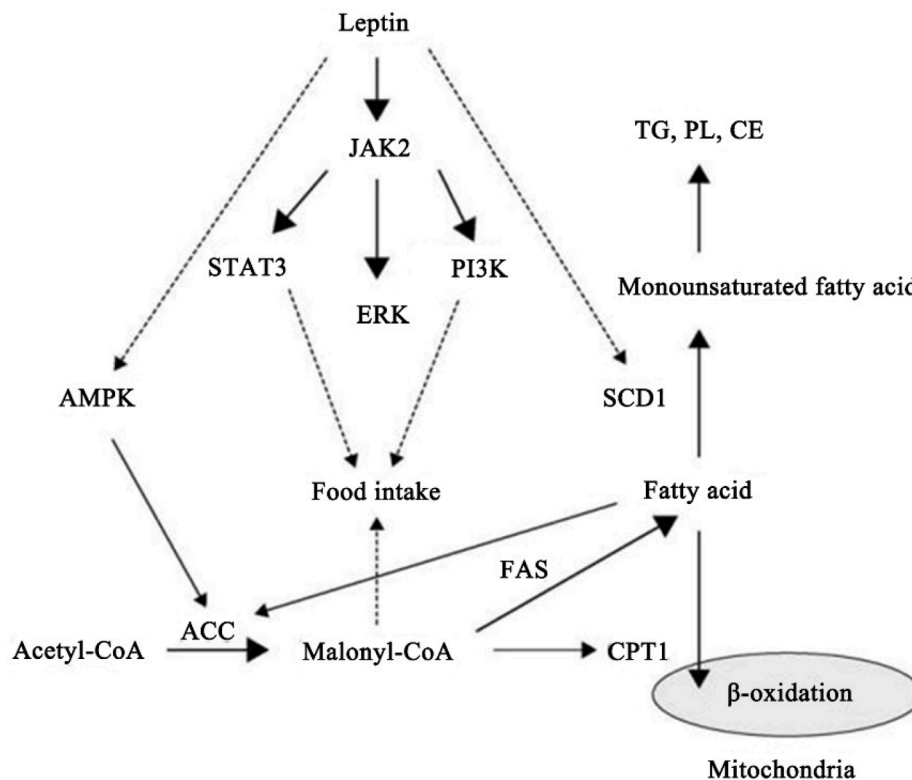 Leptin
TG, PL, CE
JAK2
STAT3
PI3K
Monounsaturated fatty acid
ERK
AMPK
SCD1
Food intake
Fatty acid
FAS
ACC
Acetyl-CoA
Malonyl-CoA
CPT1
β-oxidation
Mitochondria